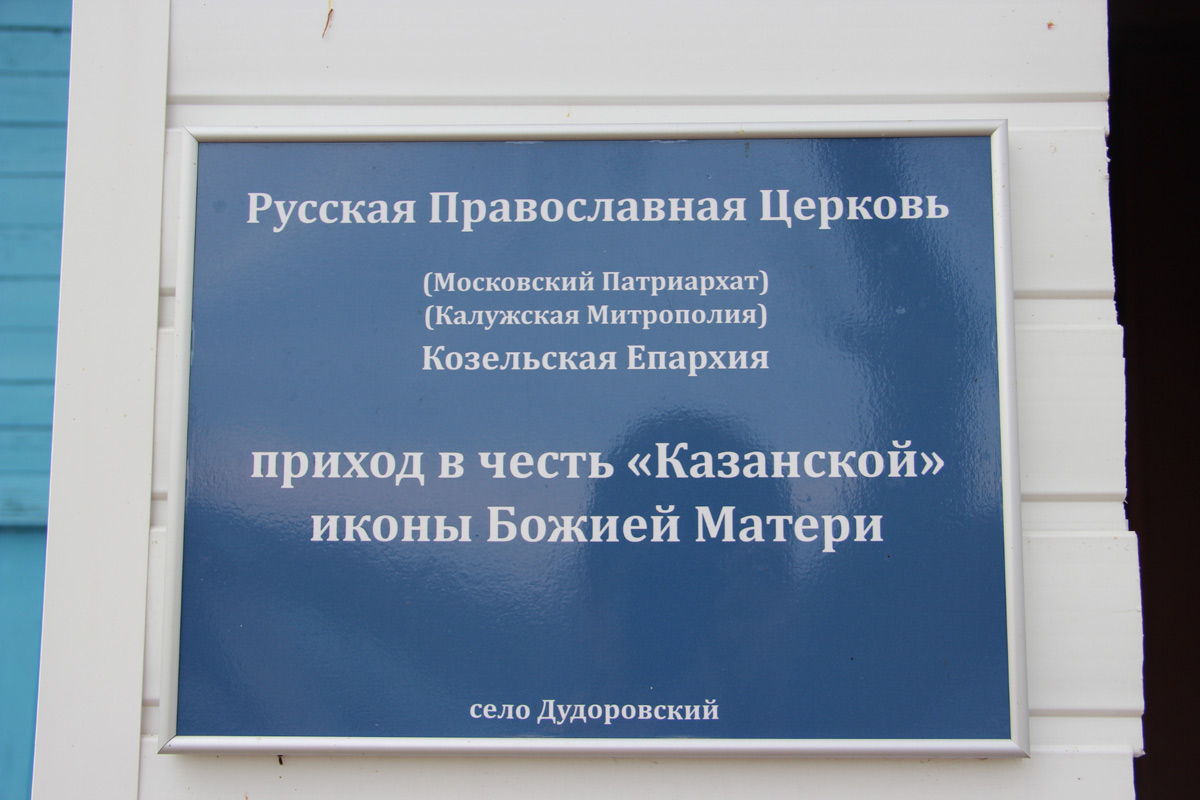 Русская Православная Церковь
(Московский Патриархат)
(Калужская Митрополия)
Козельская Епархия
приход в честь «Казанской»
иконы Божией Матери
село Дудоровский